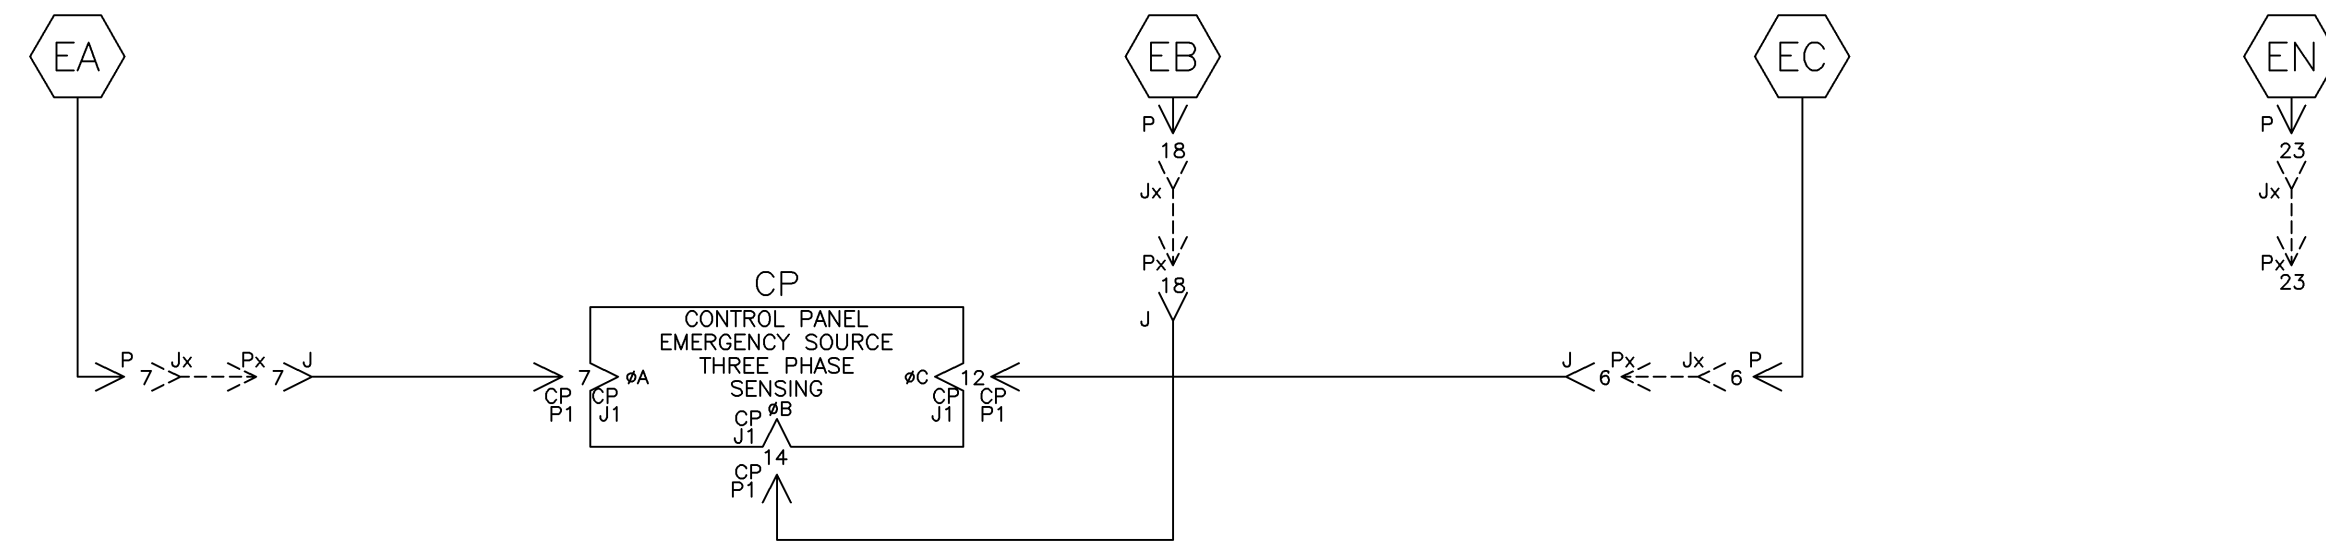 EA
EB
EC
EN
P
18
Jx
Px
18
J
P
23
Jx
Px
23
CP
CONTROL PANEL
EMERGENCY SOURCE
THREE PHASE
SENSING
P 7 Jx Px 7 J
7 øA
CP P1
CP J1
øB
CP J1
14
CP P1
øC 12
CP J1
CP P1
J 6 Px Jx 6 P